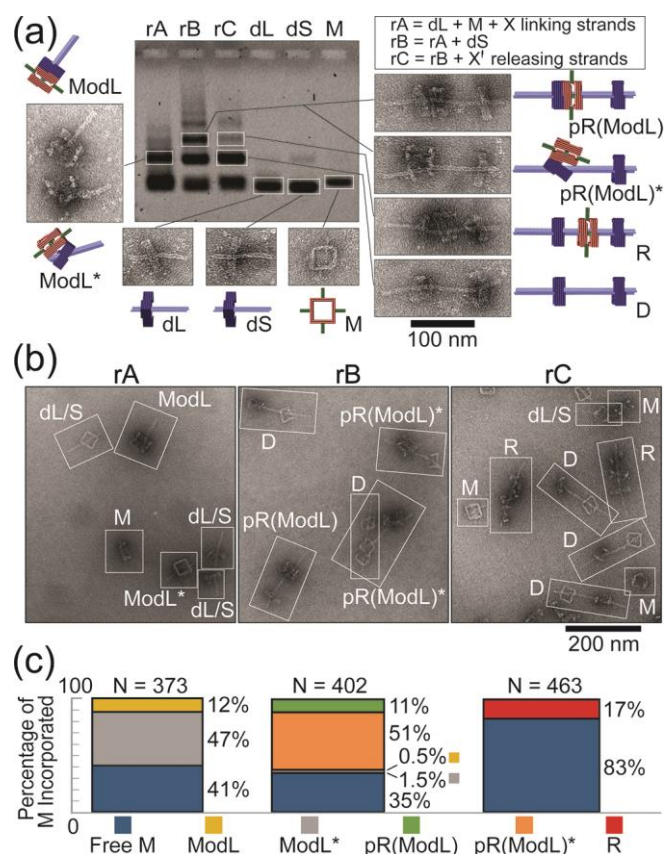 (a)
rA rB rC dL dS M
rA = dL + M + X linking strands
rB = rA + dS
rC = rB + X' releasing strands
ModL
pR(ModL)
pR(ModL)*
ModL*
R
dL
dS
M
D
100 nm
(b)
rA
rB
rC
dL/S
ModL
M
ModL*
dL/S
dL/S
D
pR(ModL)*
D
pR(ModL)
pR(ModL)*
dL/S
M
R
R
D
M
D
D
M
200 nm
(c)
Percentage of
M Incorporated
100
0
N = 373
N = 402
N = 463
12%
47%
41%
11%
51%
0.5%
1.5%
35%
17%
83%
Free M
ModL
ModL*
pR(ModL)
pR(ModL)*
R